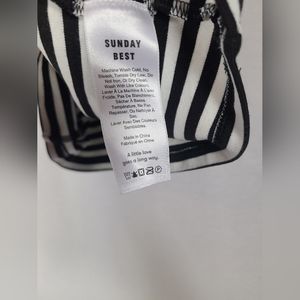 SUNDAY
BEST
Machine Wash Cold, No
Bleach, Tumble Dry Low, Do
Not Iron, Or Dry Clean.
Wash With Like Colours.
Laver À La Machine À L'Eau
Froide, Pas De Blanchiment,
Sécher À Basse
Température, Ne Pas
Repasser, Ou Nettoyer À
Sec.
Laver Avec Des Couleurs
Semblables.
Made In China
Fabriqué en Chine
A little love
goes a long way.